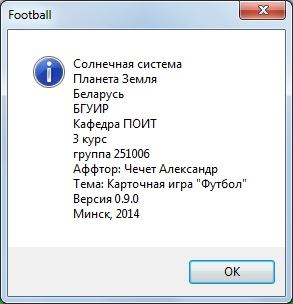 Football
Солнечная система
Планета Земля
Беларусь
БГУИР
Кафедра ПОИТ
3 курс
группа 251006
Аффтор: Чечет Александр
Тема: Карточная игра "Футбол"
Версия 0.9.0
Минск, 2014
OK